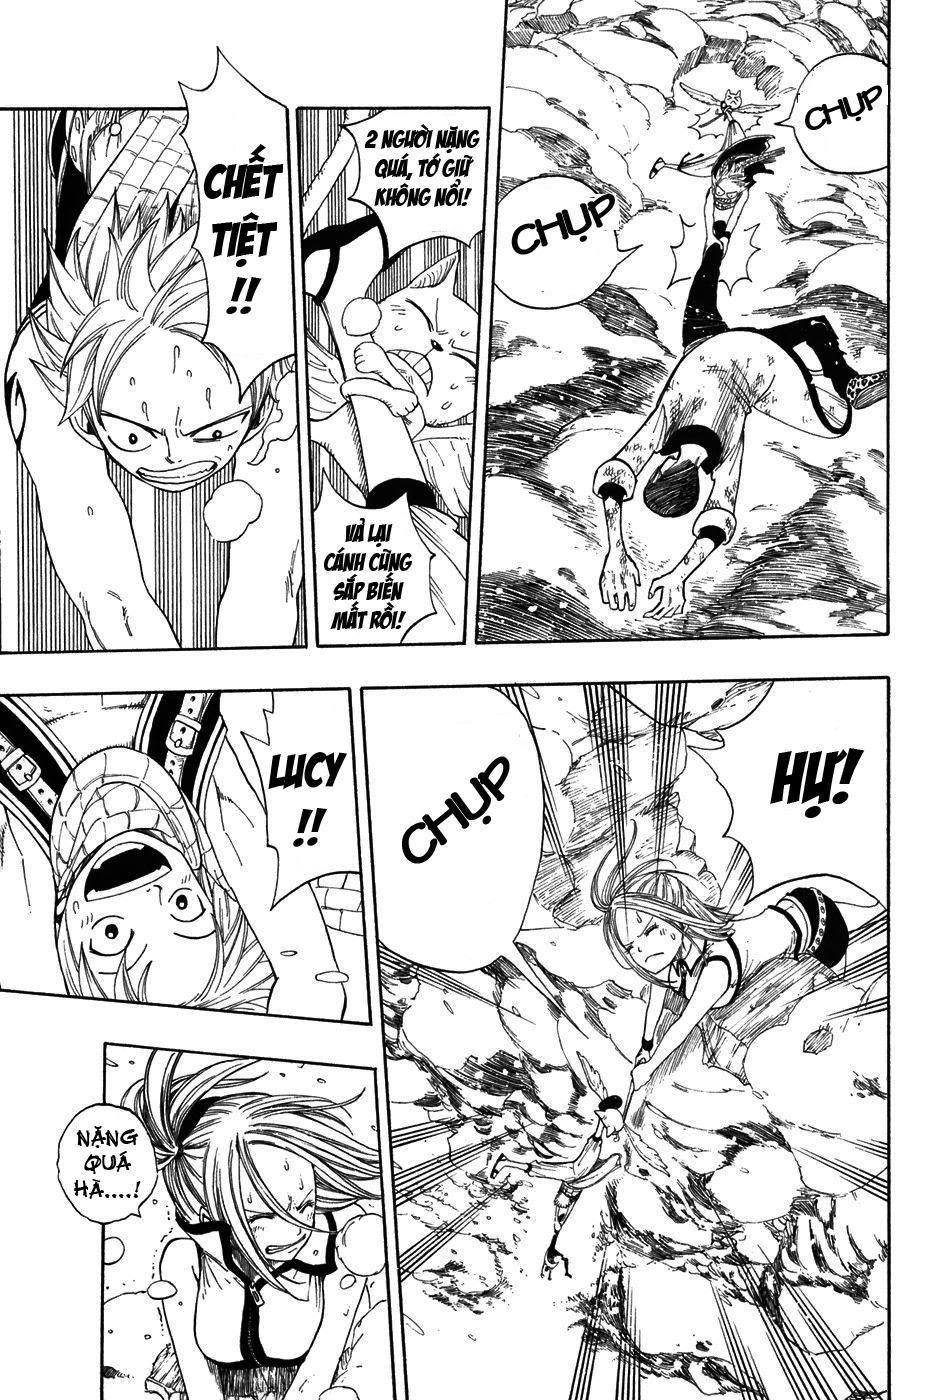 CHỤP
CHỤP
2 NGƯỜI NẶNG
QUÁ, TỚ GIỮ
KHÔNG NỔI!
VẢ LẠI
CÁNH CŨNG
SẮP BIẾN
MẤT RỒI!
CHẾT
TIỆT
!!
HỰ!
CHỤP
LUCY
!!
NẶNG
QUÁ
HÀ.....!